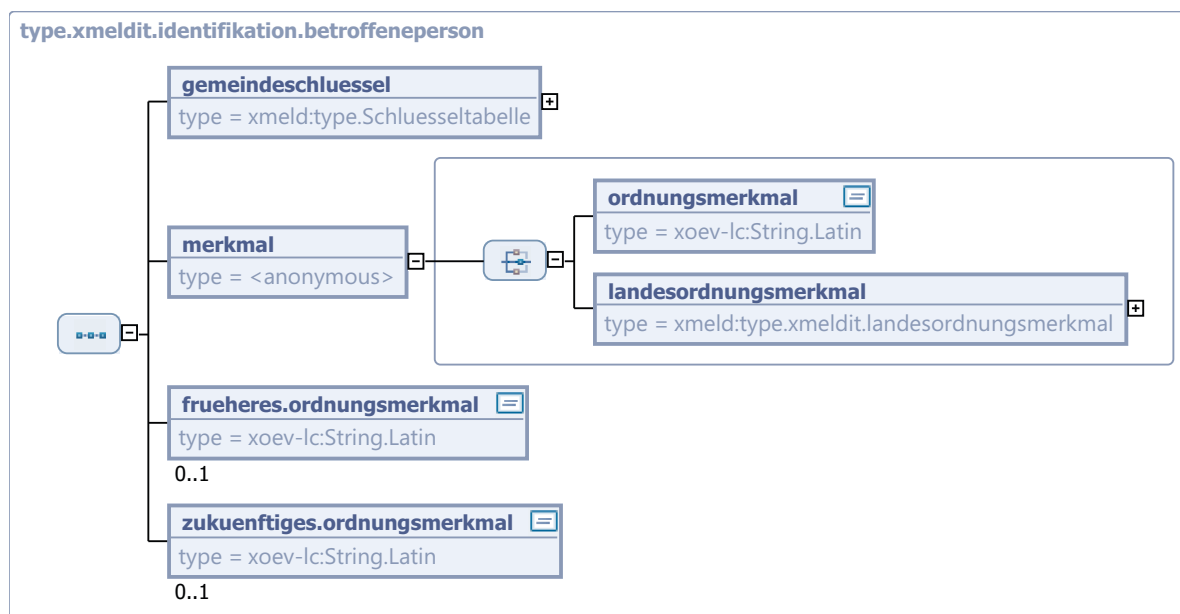 type.xmeldit.identifikation.betroffeneperson
gemeindeschluessel
type = xmeld:type.Schluesseltabelle
merkmal
type = <anonymous>
ordnungsmerkmal
type = xoev-lc:String.Latin
landesordnungsmerkmal
type = xmeld:type.xmeldit.landesordnungsmerkmal
frueheres.ordnungsmerkmal
type = xoev-lc:String.Latin
0..1
zukuenftiges.ordnungsmerkmal
type = xoev-lc:String.Latin
0..1